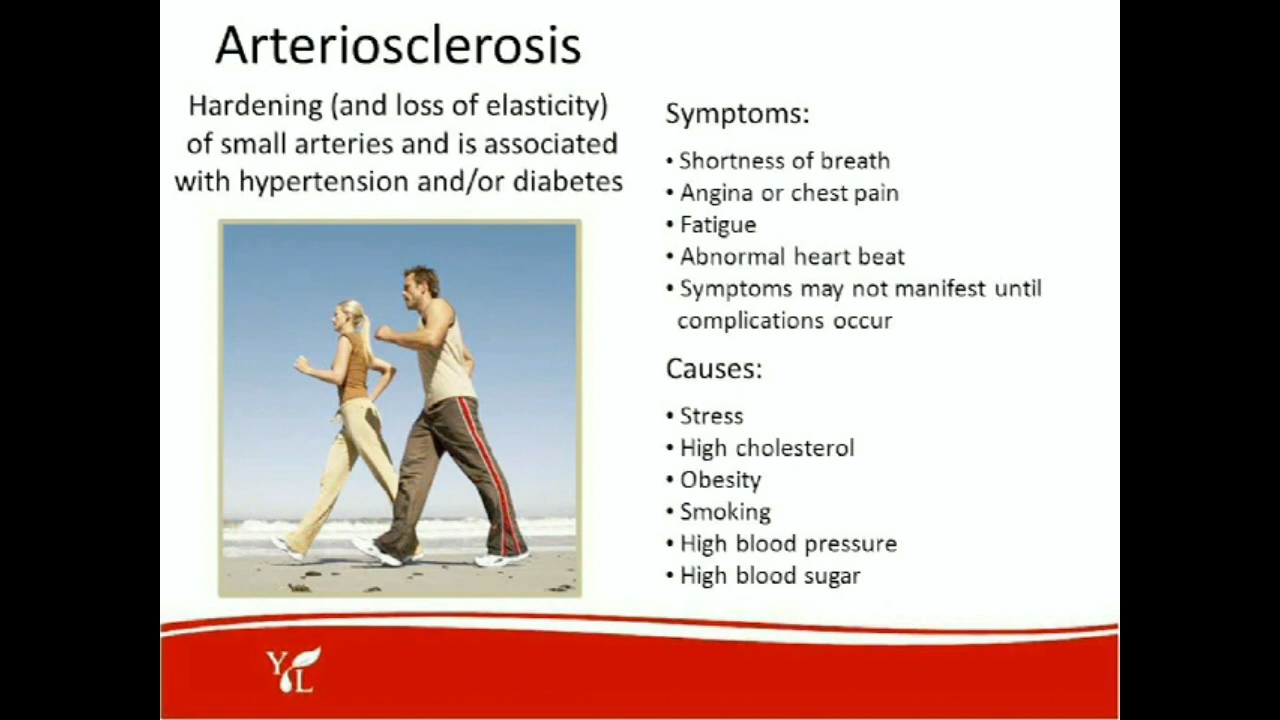 Arteriosclerosis
Hardening (and loss of elasticity)
of small arteries and is associated
with hypertension and/or diabetes
Symptoms:
• Shortness of breath
• Angina or chest pain
• Fatigue
• Abnormal heart beat
• Symptoms may not manifest until
complications occur
Causes:
• Stress
• High cholesterol
• Obesity
• Smoking
• High blood pressure
• High blood sugar
YL